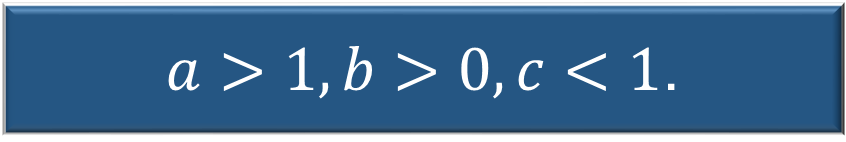 a > 1, b > 0, c < 1.